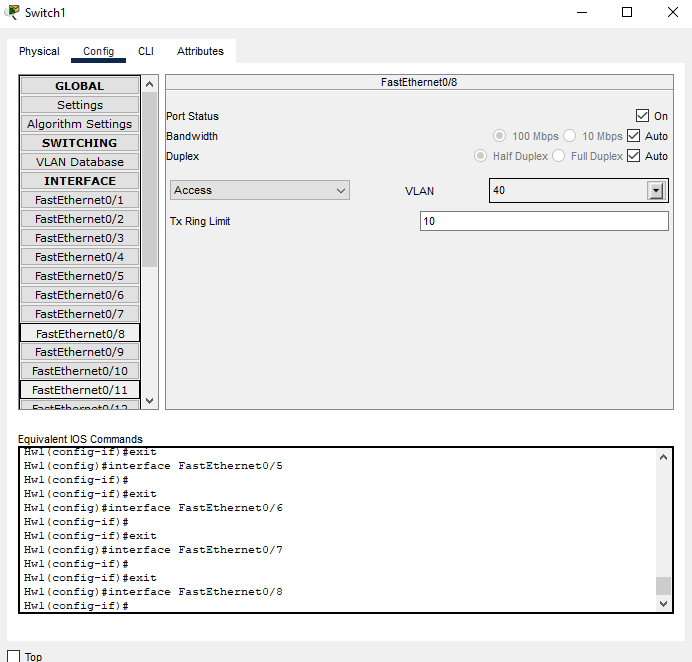 Switch1
Physical Config CLI Attributes
GLOBAL
Settings
Algorithm Settings
SWITCHING
VLAN Database
INTERFACE
FastEthernet0/1
FastEthernet0/2
FastEthernet0/3
FastEthernet0/4
FastEthernet0/5
FastEthernet0/6
FastEthernet0/7
FastEthernet0/8
FastEthernet0/9
FastEthernet0/10
FastEthernet0/11
FastEthernet0/12
FastEthernet0/8
Port Status On
Bandwidth 100 Mbps 10 Mbps Auto
Duplex Half Duplex Full Duplex Auto
Access VLAN 40
Tx Ring Limit 10
Equivalent IOS Commands
Hw1(config-if)#exit
Hw1(config)#interface FastEthernet0/5
Hw1(config-if)#
Hw1(config-if)#exit
Hw1(config)#interface FastEthernet0/6
Hw1(config-if)#
Hw1(config-if)#exit
Hw1(config)#interface FastEthernet0/7
Hw1(config-if)#
Hw1(config-if)#exit
Hw1(config)#interface FastEthernet0/8
Hw1(config-if)#
Top